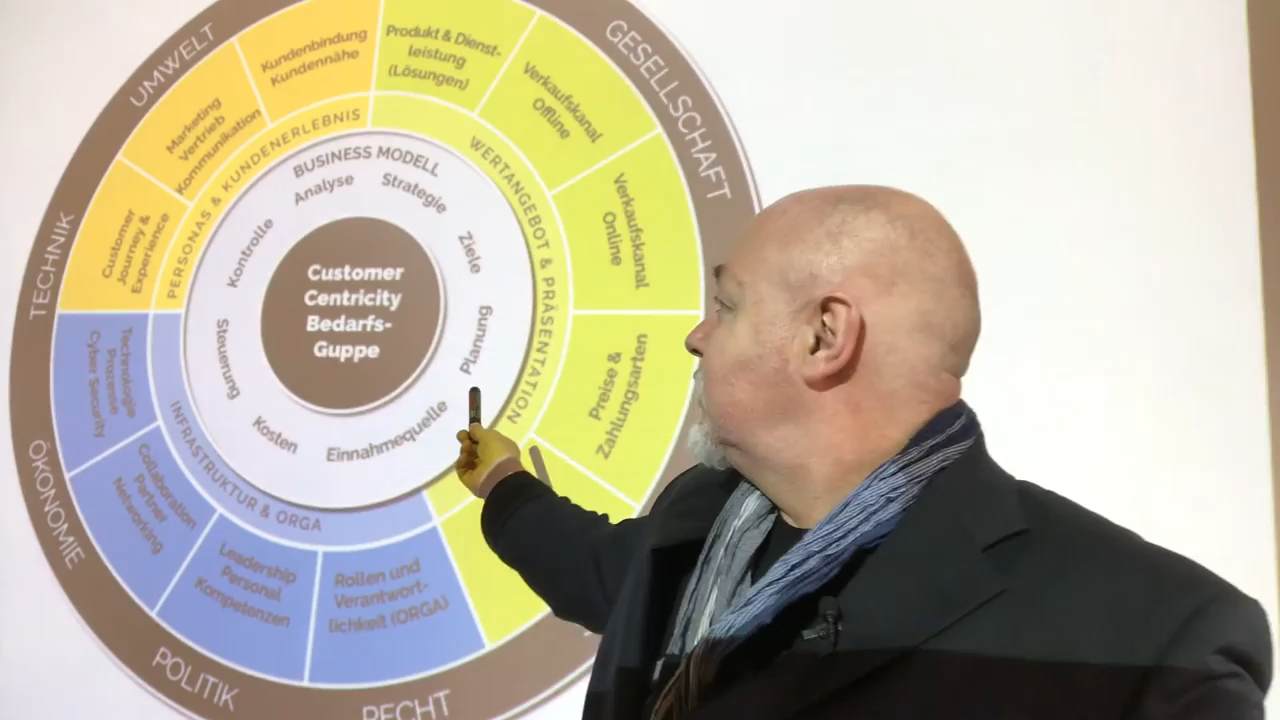 UMWELT
GESELLSCHAFT
TECHNIK
ÖKONOMIE
POLITIK
RECHT
Kundenbindung
Kundennähe
Produkt & Dienst-
leistung
(Lösungen)
Verkaufskanal
Offline
Verkaufskanal
Online
Preise &
Zahlungsarten
Marketing
Vertrieb
Kommunikation
Customer
Journey &
Experience
Technologie
Prozesse
Cyber Security
Collaboration
Partner
Networking
Leadership
Personal
Kompetenzen
Rollen und
Verantwort-
lichkeit (ORGA)
PERSONAS & KUNDENERLEBNIS
WERTANGEBOT & PRÄSENTATION
INFRASTRUKTUR & ORGA
BUSINESS MODELL
Analyse
Strategie
Ziele
Planung
Einnahmequelle
Kosten
Steuerung
Kontrolle
Customer
Centricity
Bedarfs-
Guppe